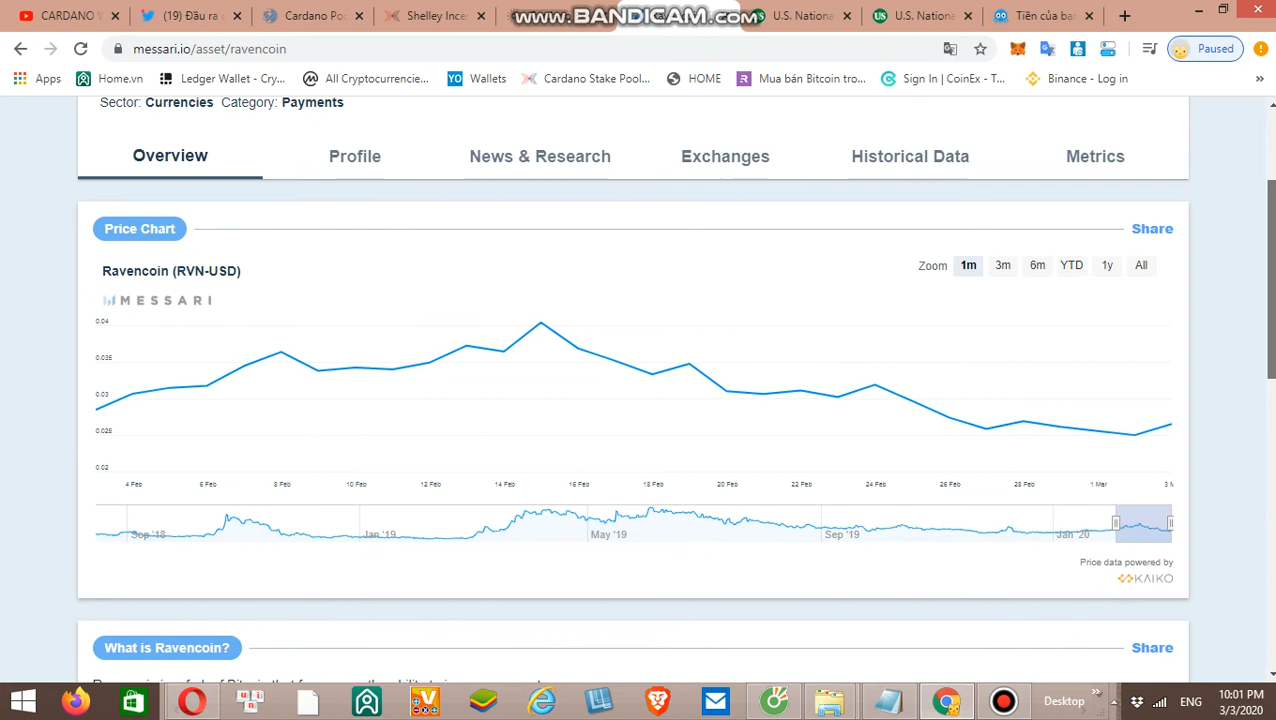 CARDANO W
(19) Đầu ra c
Cardano Poo
Shelley Ince
www.BANDICAM.com
U.S. Nationa
U.S. Nationa
Tiền của bạ
messari.io/asset/ravencoin
Paused
Apps
Home.vn
Ledger Wallet - Cry...
All Cryptocurrencie...
YO
Wallets
Cardano Stake Pool...
HOME
Mua bán Bitcoin tro...
Sign In | CoinEx - T...
Binance - Log in
»
Sector: Currencies Category: Payments
Overview
Profile
News & Research
Exchanges
Historical Data
Metrics
Price Chart
Share
Ravencoin (RVN-USD)
Zoom
1m
3m
6m
YTD
1y
All
MESSARI
0.04
0.035
0.03
0.025
0.02
4 Feb
6 Feb
8 Feb
10 Feb
12 Feb
14 Feb
16 Feb
18 Feb
20 Feb
22 Feb
24 Feb
26 Feb
28 Feb
1 Mar
3 M
Sep '18
Jan '19
May '19
Sep '19
Jan '20
Price data powered by
KAIKO
What is Ravencoin?
Share
Desktop
ENG
10:01 PM
3/3/2020